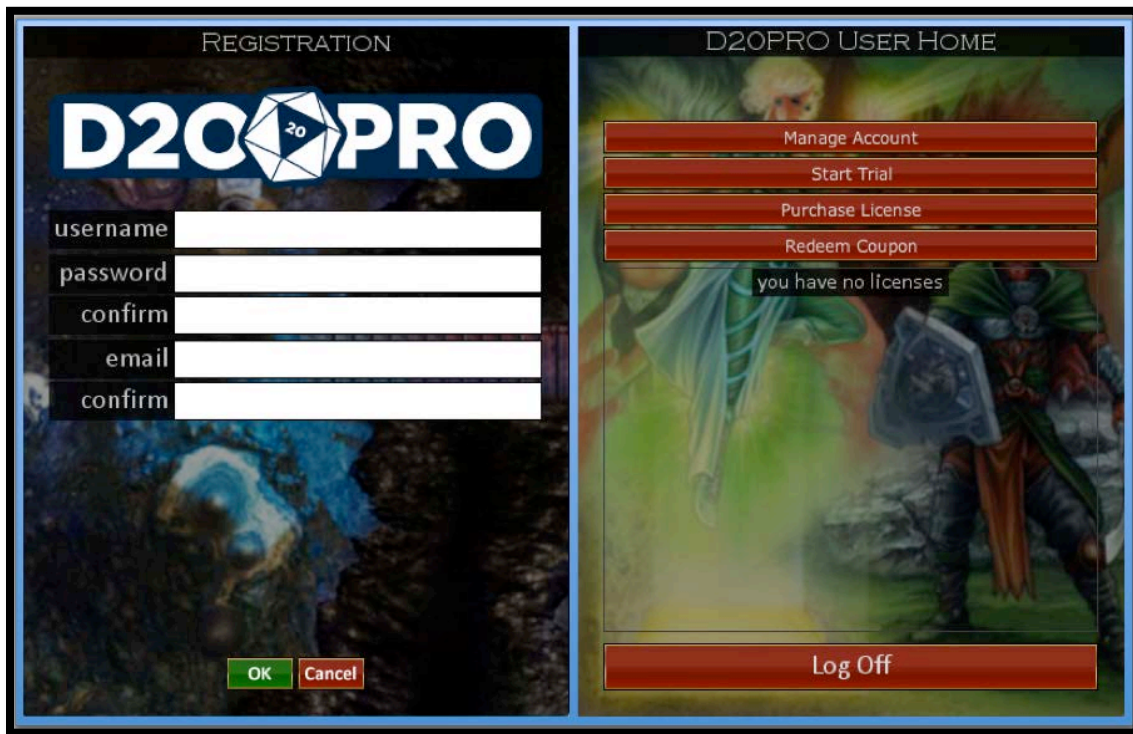 REGISTRATION
D20 20 PRO
username
password
confirm
email
confirm
OK Cancel
D20PRO USER HOME
Manage Account
Start Trial
Purchase License
Redeem Coupon
you have no licenses
Log Off